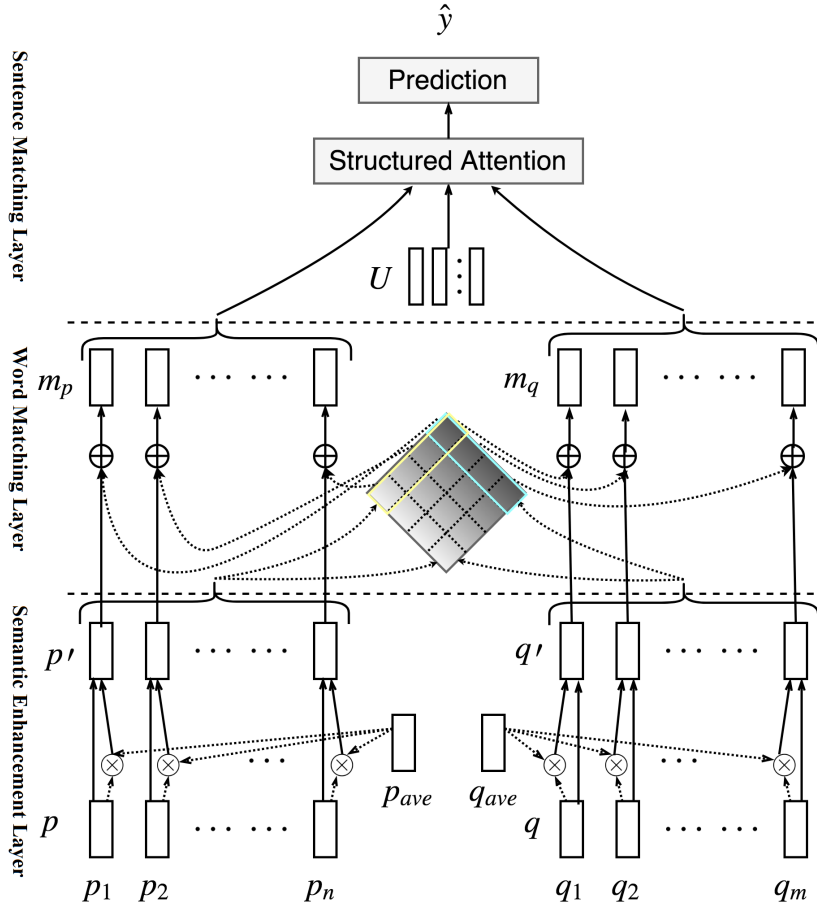 ŷ
Prediction
Structured Attention
U
Sentence Matching Layer
m_p
· · · · · ·
m_q
· · · · · ·
Word Matching Layer
p′
· · · · · ·
q′
· · · · · ·
p_ave
q_ave
· · ·
· · ·
p
· · · · · ·
q
· · · · · ·
p_1 p_2 p_n
q_1 q_2 q_m
Semantic Enhancement Layer